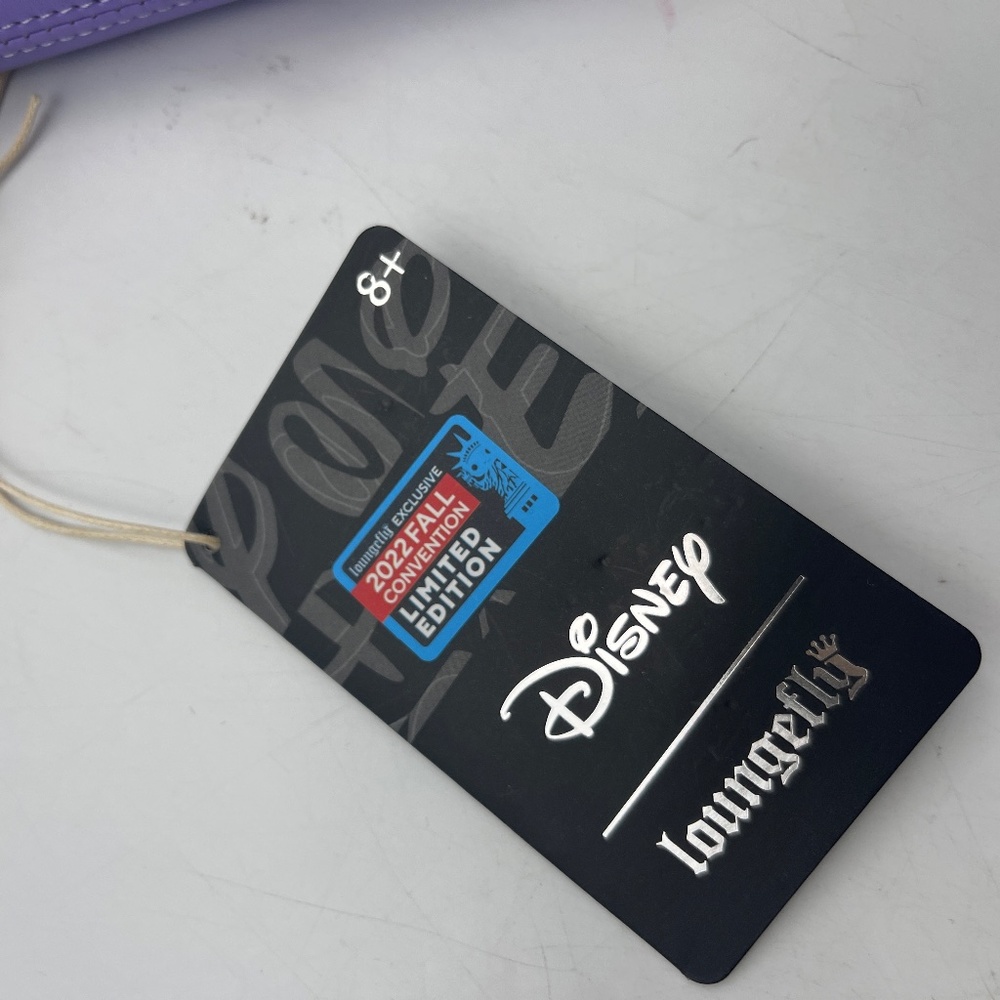 8+
loungefly EXCLUSIVE
2022 FALL
CONVENTION
LIMITED
EDITION
Disney
loungefly